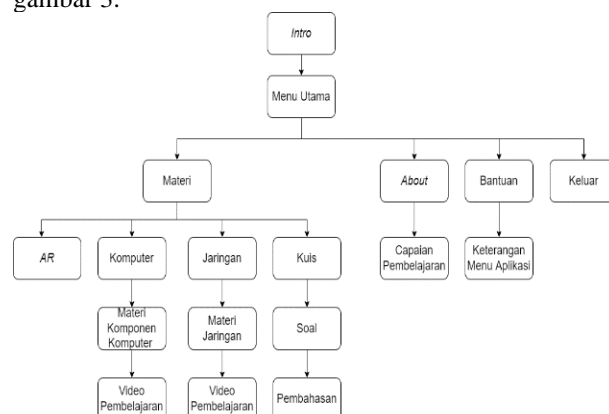 gambar 3.
Intro
Menu Utama
Materi
About
Bantuan
Keluar
AR
Komputer
Jaringan
Kuis
Capaian
Pembelajaran
Keterangan
Menu Aplikasi
Materi
Komponen
Komputer
Materi
Jaringan
Soal
Video
Pembelajaran
Video
Pembelajaran
Pembahasan